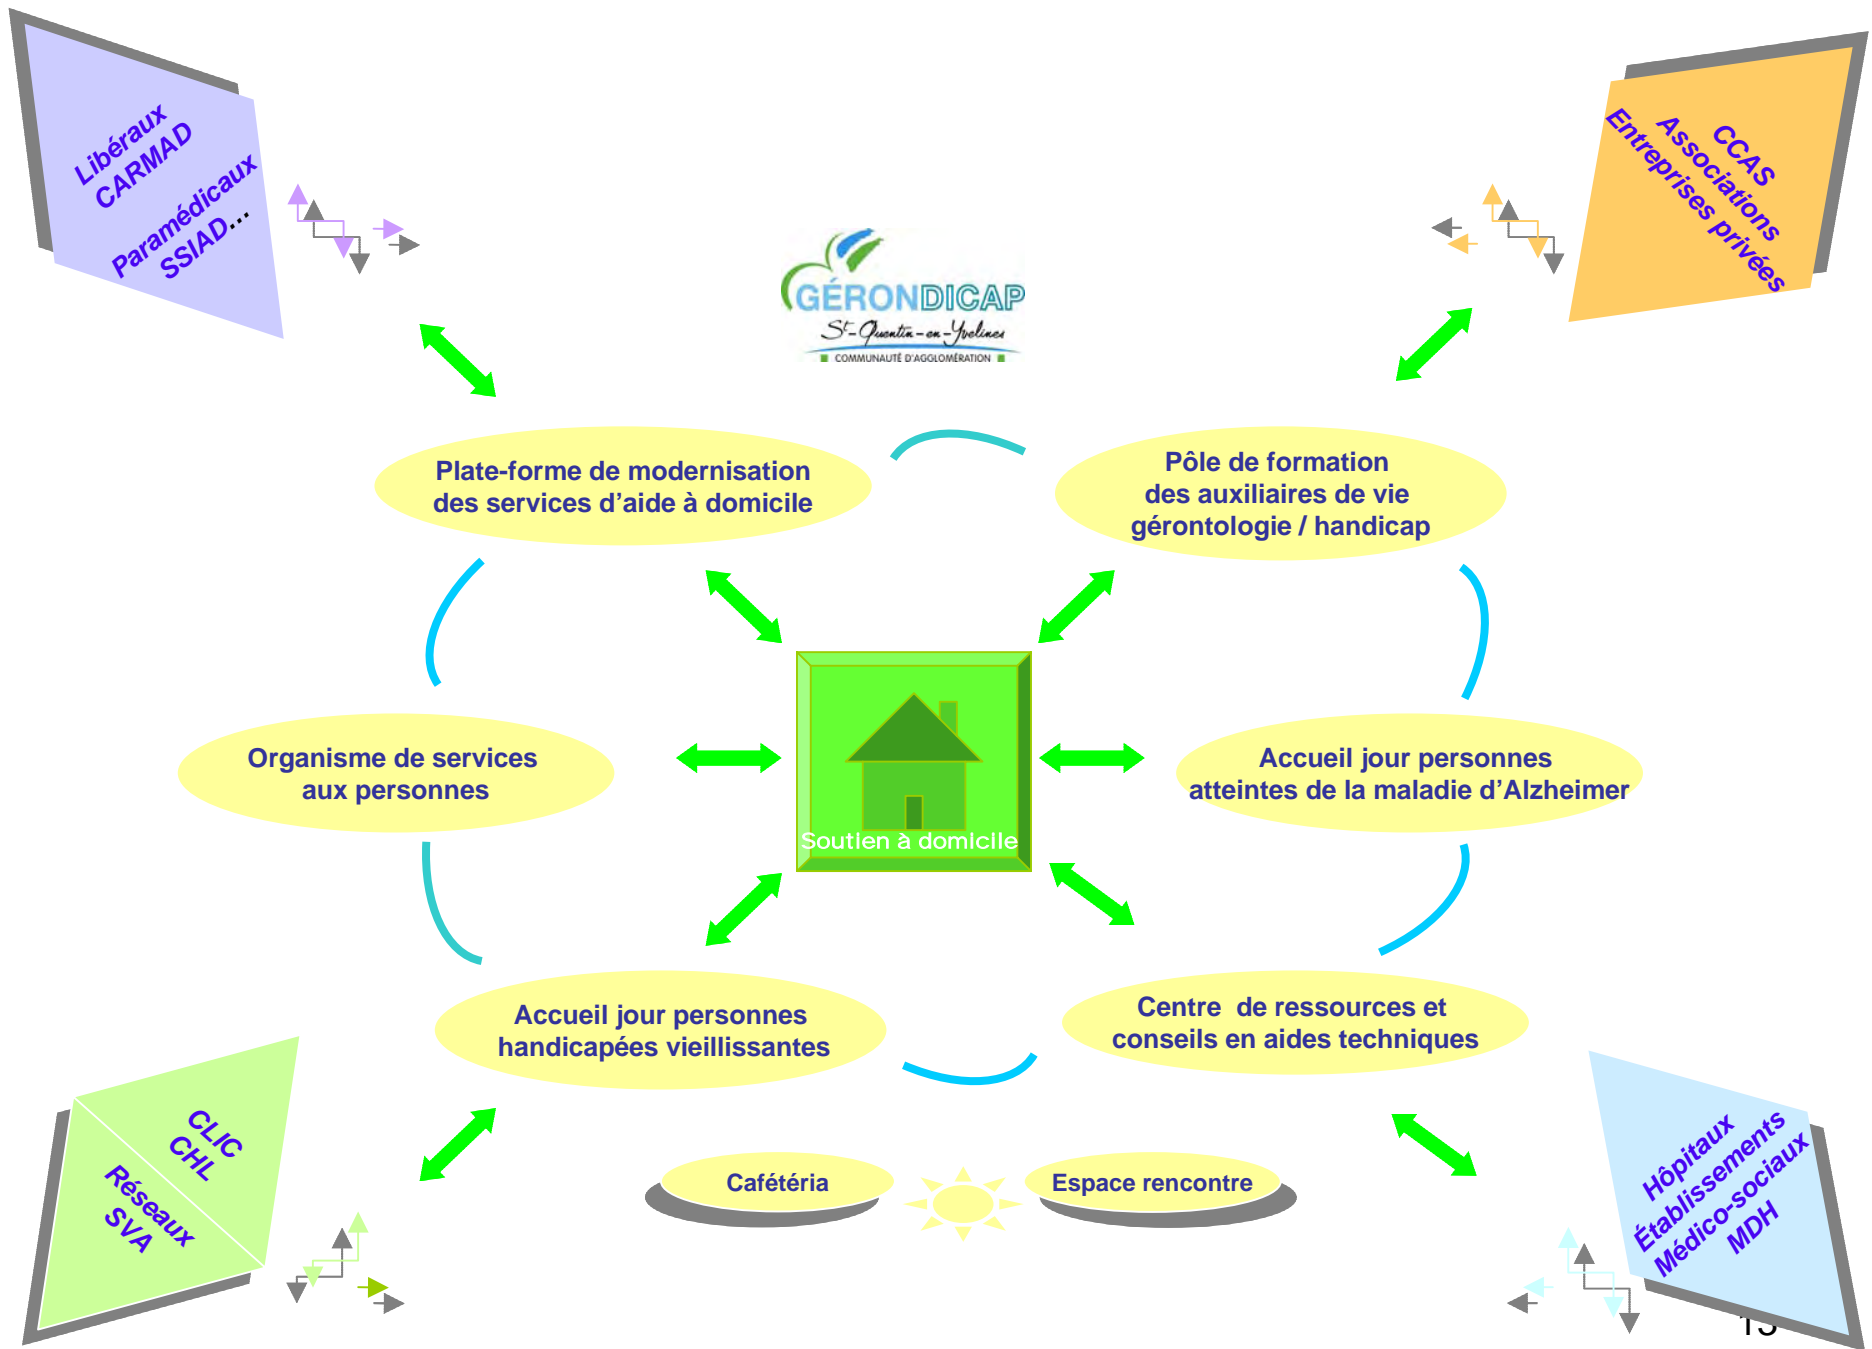 Libéraux
CARMAD
Paramédicaux
SSIAD...
CCAS
Associations
Entreprises privées
GÉRONDICAP
St-Quentin-en-Yvelines
COMMUNAUTÉ D'AGGLOMÉRATION
Plate-forme de modernisation
des services d'aide à domicile
Pôle de formation
des auxiliaires de vie
gérontologie / handicap
Organisme de services
aux personnes
Soutien à domicile
Accueil jour personnes
atteintes de la maladie d'Alzheimer
Accueil jour personnes
handicapées vieillissantes
Centre de ressources et
conseils en aides techniques
CLIC
CHL
Réseaux
SVA
Cafétéria
Espace rencontre
Hôpitaux
Établissements
Médico-sociaux
MDH